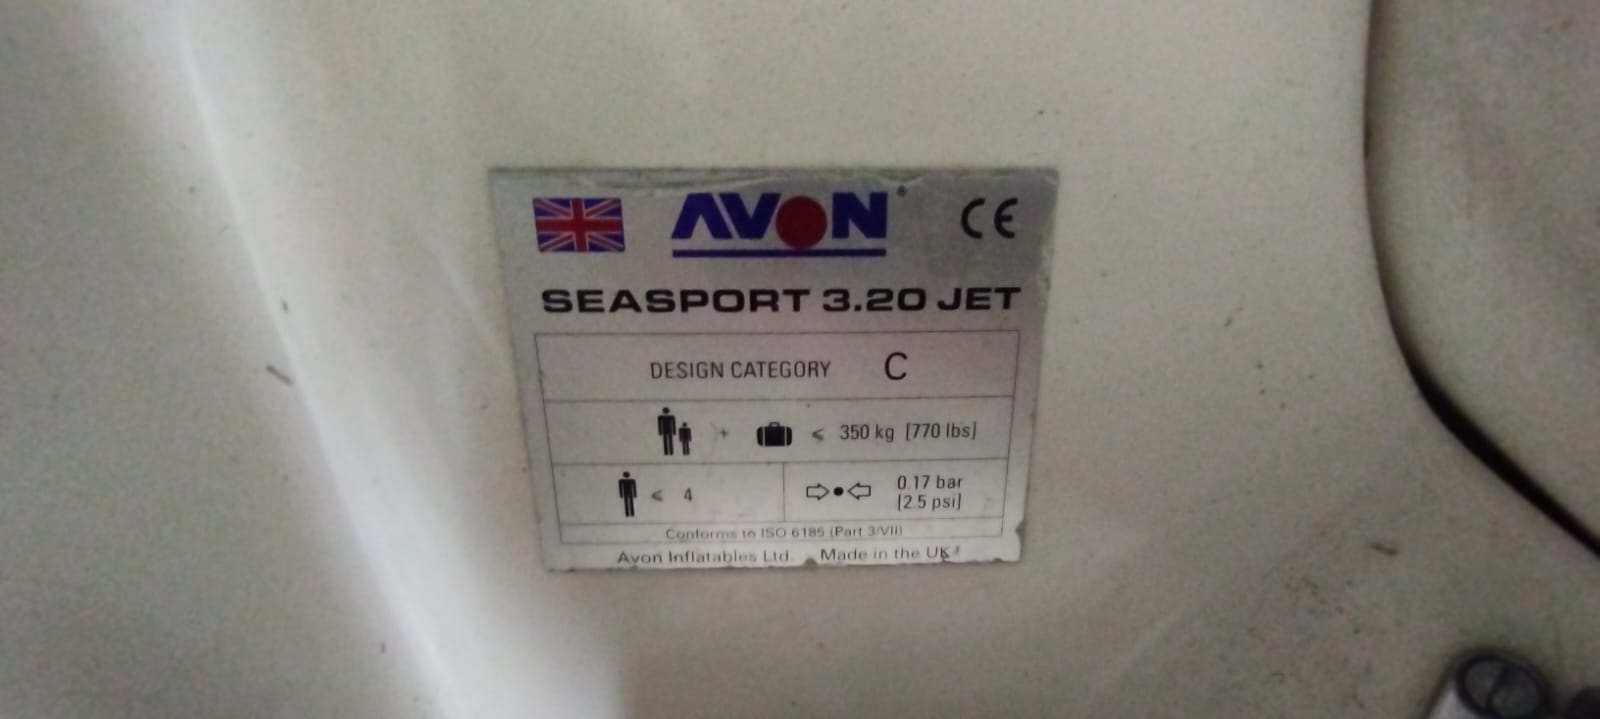 AVON® CE
SEASPORT 3.20 JET
DESIGN CATEGORY C
+ ⩽ 350 kg [770 lbs]
⩽ 4
0.17 bar
[2.5 psi]
Conforms to ISO 6185 (Part 3/VII)
Avon Inflatables Ltd. Made in the UK